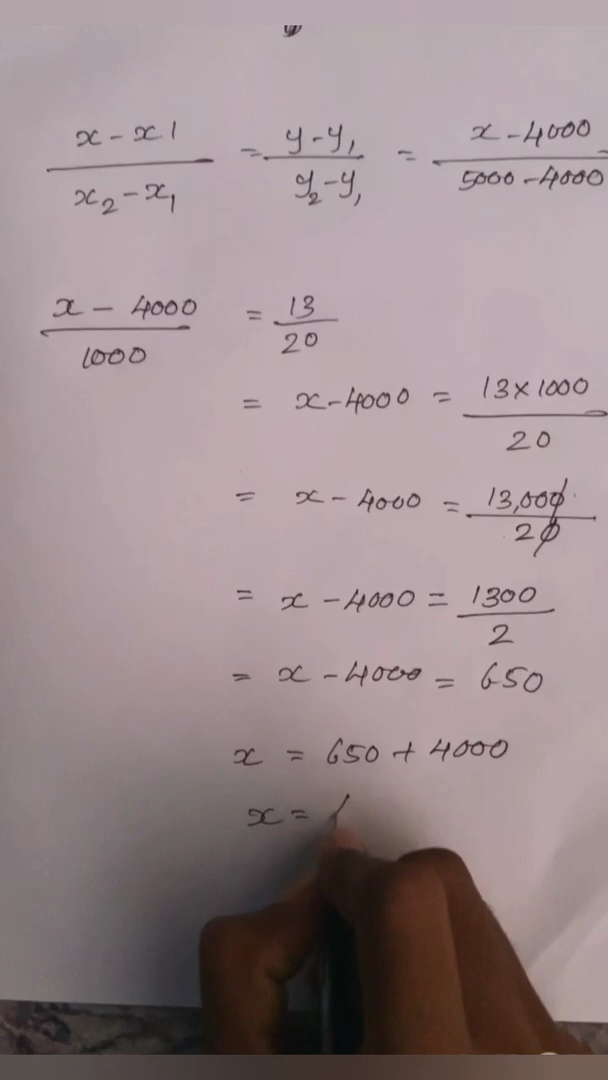 x - x1 / x₂ - x₁ = y - y₁ / y₂ - y₁ = x - 4000 / 5000 - 4000
x - 4000 / 1000 = 13 / 20
= x - 4000 = 13 × 1000 / 20
= x - 4000 = 13,000 / 20
= x - 4000 = 1300 / 2
= x - 4000 = 650
x = 650 + 4000
x =